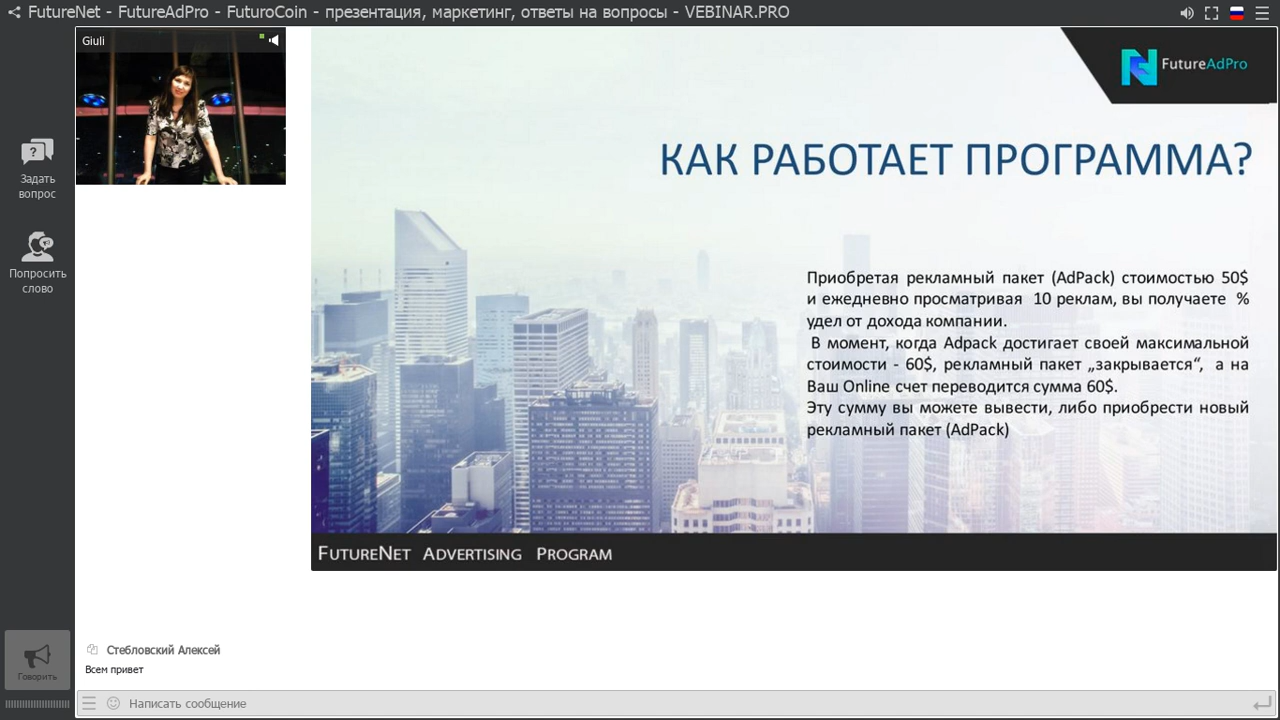 FutureNet - FutureAdPro - FuturoCoin - презентация, маркетинг, ответы на вопросы - VEBINAR.PRO
Giuli
FutureAdPro
КАК РАБОТАЕТ ПРОГРАММА?
Задать
вопрос
Попросить
слово
Приобретая рекламный пакет (AdPack) стоимостью 50$
и ежедневно просматривая 10 реклам, вы получаете %
удел от дохода компании.
В момент, когда Adpack достигает своей максимальной
стоимости - 60$, рекламный пакет „закрывается“, а на
Ваш Online счет переводится сумма 60$.
Эту сумму вы можете вывести, либо приобрести новый
рекламный пакет (AdPack)
FutureNet Advertising Program
Стебловский Алексей
Всем привет
Говорить
Написать сообщение